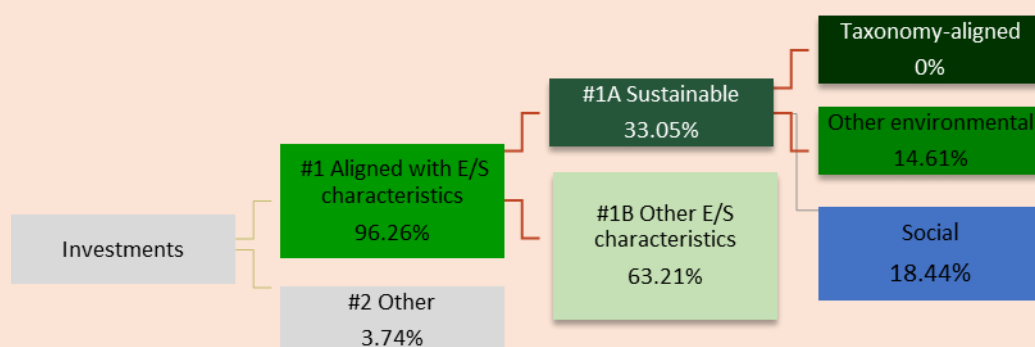 Investments
#1 Aligned with E/S
characteristics
96.26%
#2 Other
3.74%
#1A Sustainable
33.05%
#1B Other E/S
characteristics
63.21%
Taxonomy-aligned
0%
Other environmental
14.61%
Social
18.44%